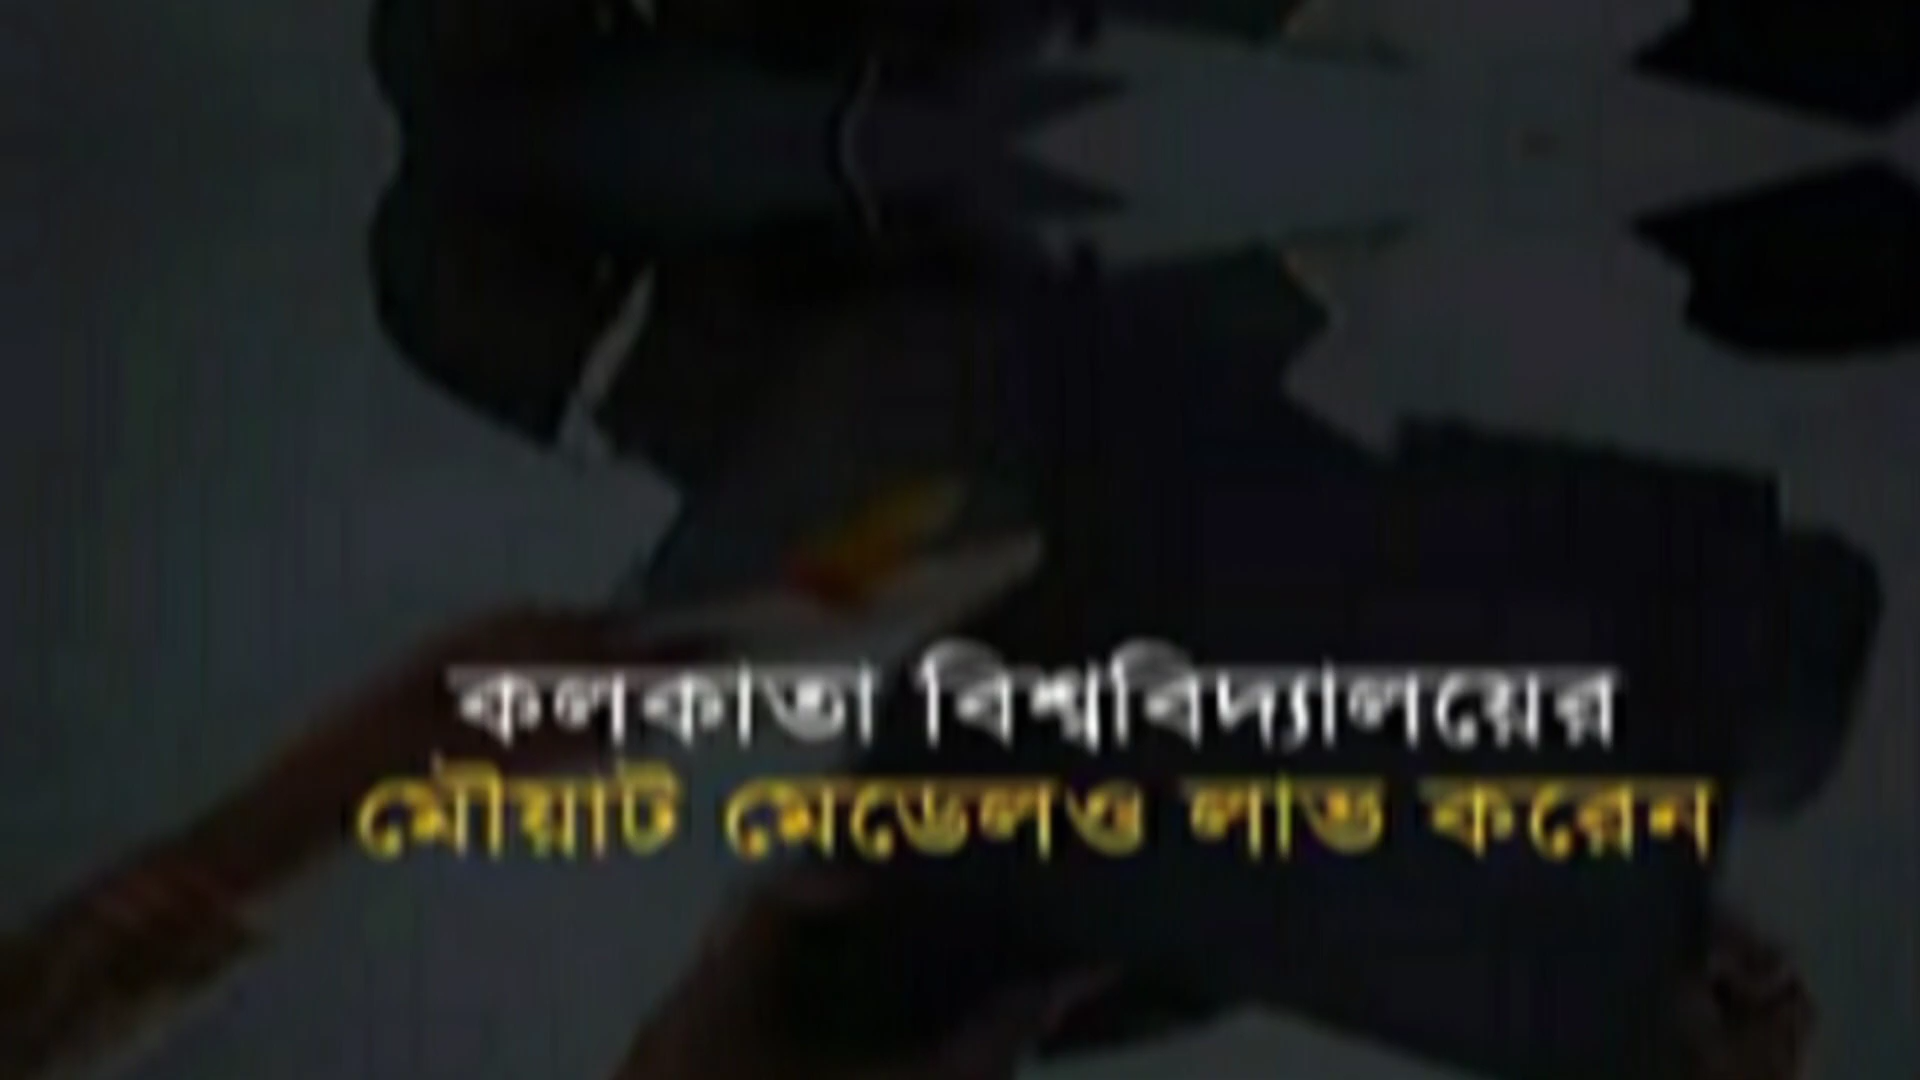 কলকাতা বিশ্ববিদ্যালয়ের
মৌয়াট মেডেলও লাভ করেন